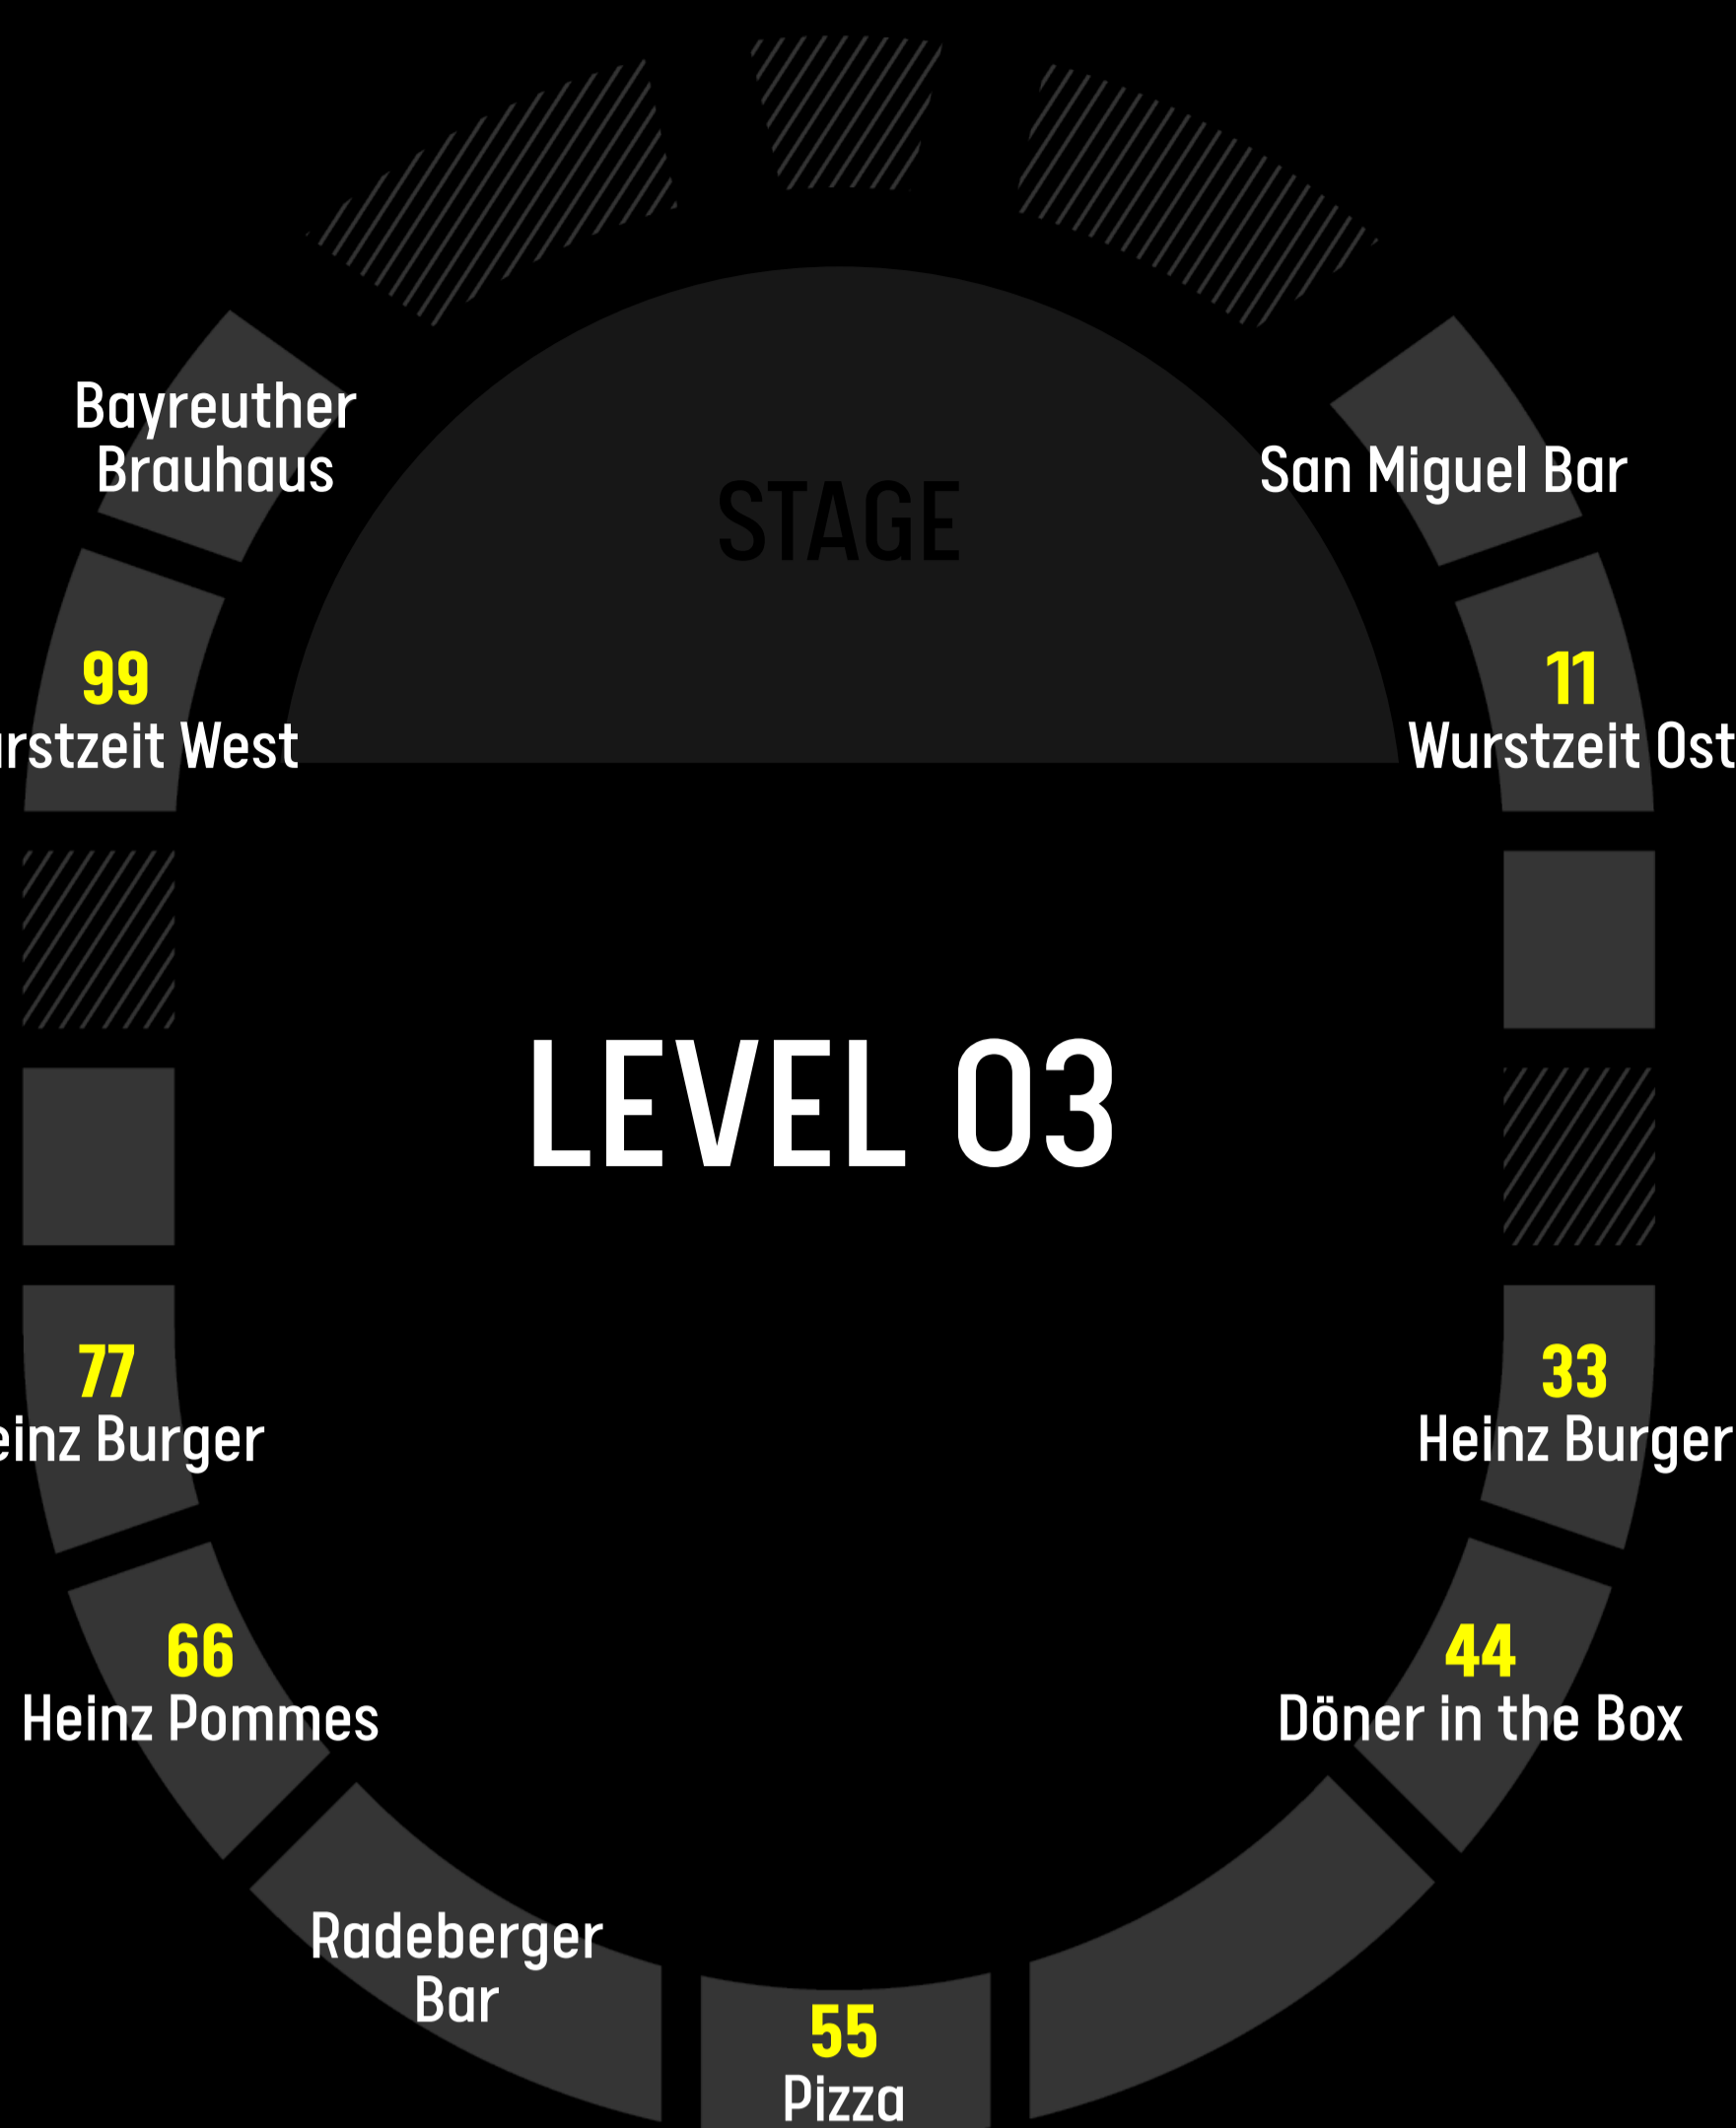 Bayreuther
Brauhaus
STAGE
San Miguel Bar
99
rstzeit West
11
Wurstzeit Ost
LEVEL 03
77
einz Burger
33
Heinz Burger
66
Heinz Pommes
44
Döner in the Box
Radeberger
Bar
55
Pizza